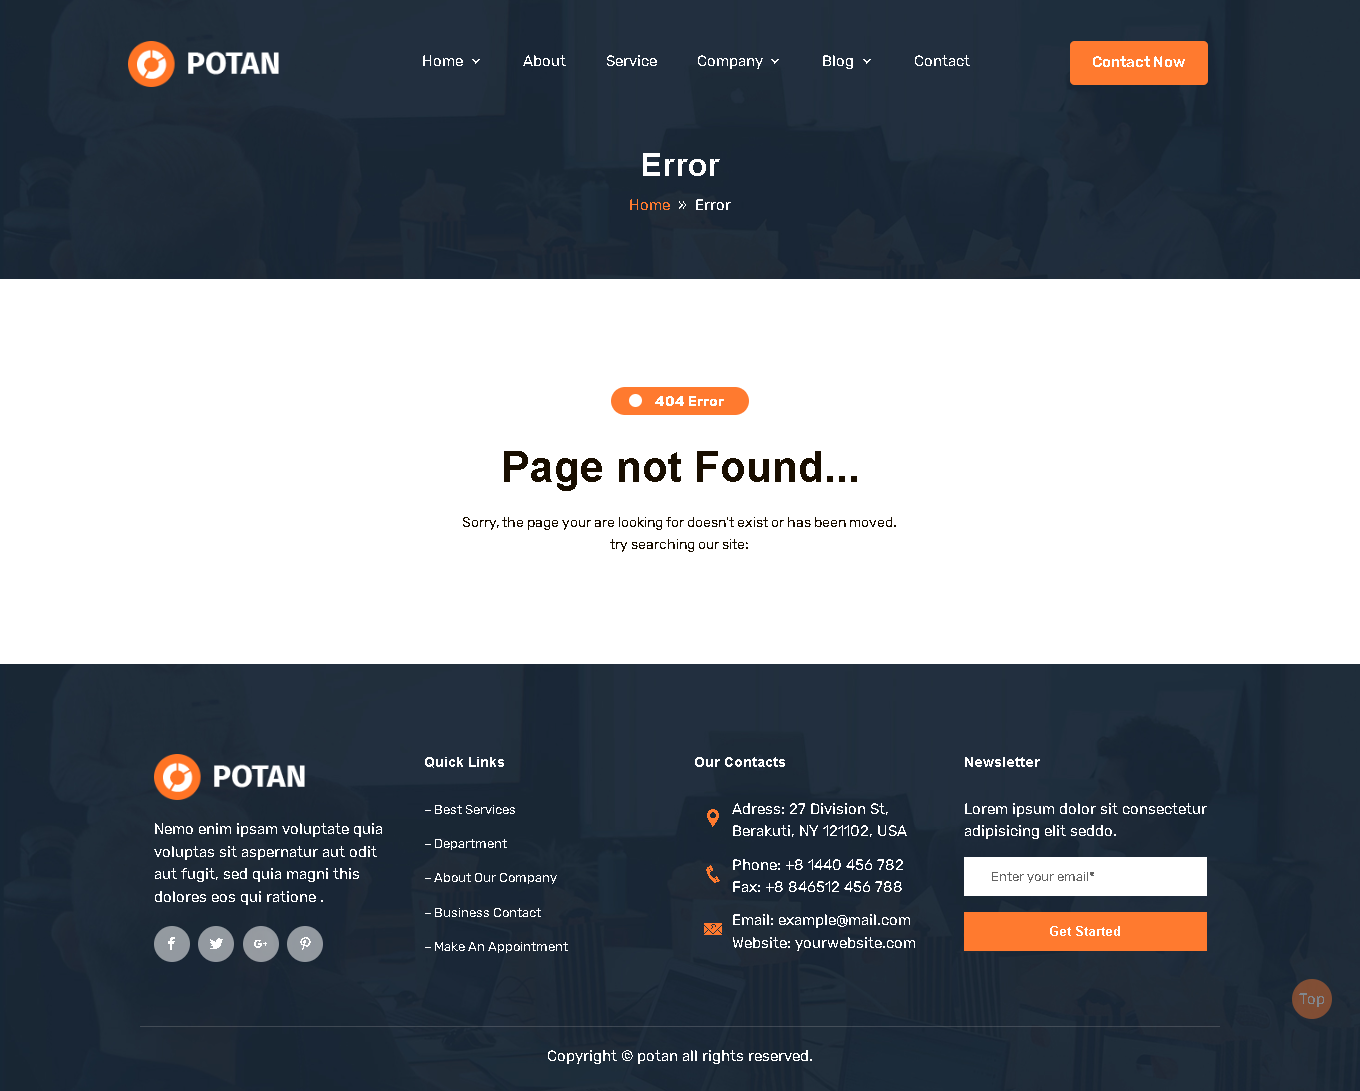 POTAN
Home
About
Service
Company
Blog
Contact
Contact Now
Error
Home » Error
404 Error
Page not Found...
Sorry, the page your are looking for doesn't exist or has been moved.
try searching our site:
POTAN
Nemo enim ipsam voluptate quia
voluptas sit aspernatur aut odit
aut fugit, sed quia magni this
dolores eos qui ratione .
Quick Links
– Best Services
– Department
– About Our Company
– Business Contact
– Make An Appointment
Our Contacts
Adress: 27 Division St,
Berakuti, NY 121102, USA
Phone: +8 1440 456 782
Fax: +8 846512 456 788
Email: example@mail.com
Website: yourwebsite.com
Newsletter
Lorem ipsum dolor sit consectetur
adipisicing elit seddo.
Enter your email*
Get Started
Top
Copyright © potan all rights reserved.